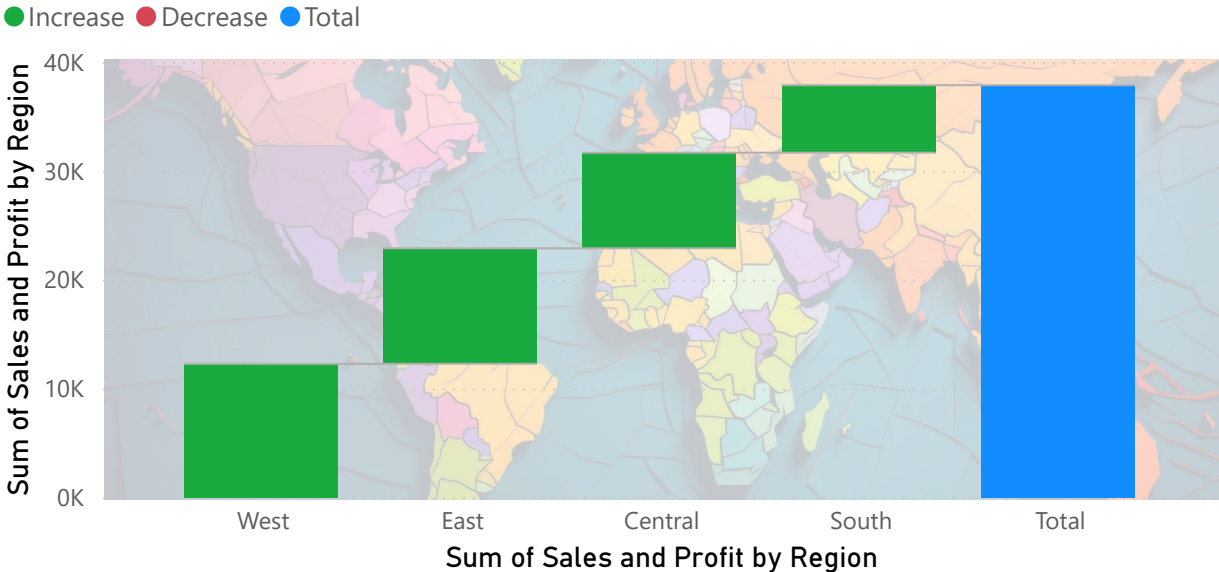 Increase Decrease Total
Sum of Sales and Profit by Region
40K
30K
20K
10K
0K
West East Central South Total
Sum of Sales and Profit by Region